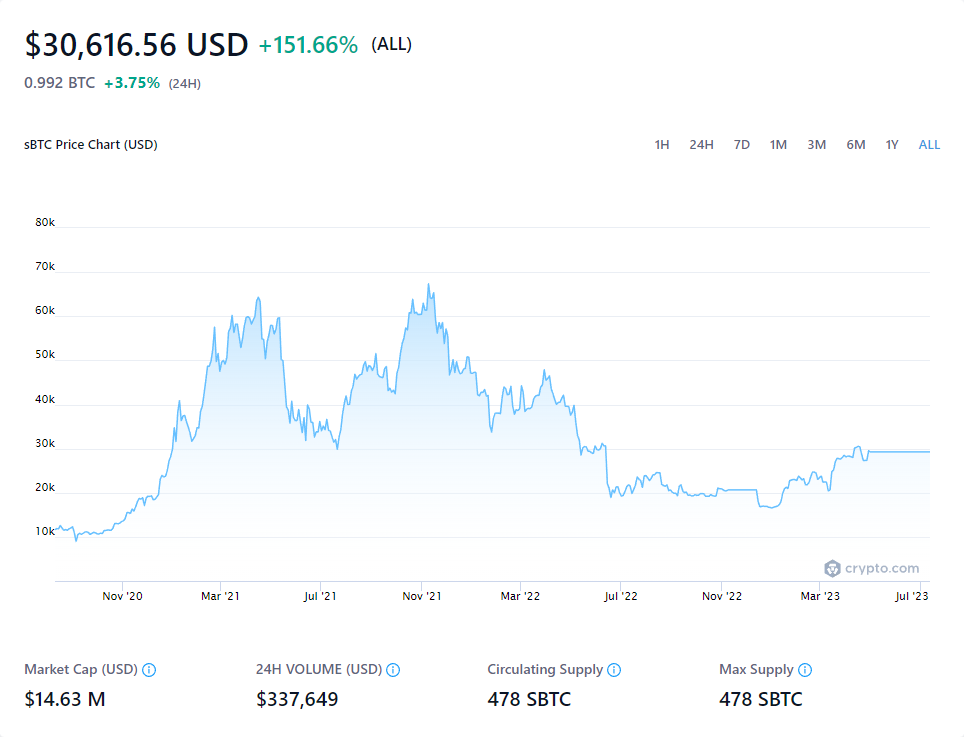 $30,616.56 USD +151.66% (ALL)
0.992 BTC +3.75% (24H)
sBTC Price Chart (USD) 1H 24H 7D 1M 3M 6M 1Y ALL
80k
70k
60k
50k
40k
30k
20k
10k
crypto.com
Nov '20 Mar '21 Jul '21 Nov '21 Mar '22 Jul '22 Nov '22 Mar '23 Jul '23
Market Cap (USD) 24H VOLUME (USD) Circulating Supply Max Supply
$14.63 M $337,649 478 SBTC 478 SBTC